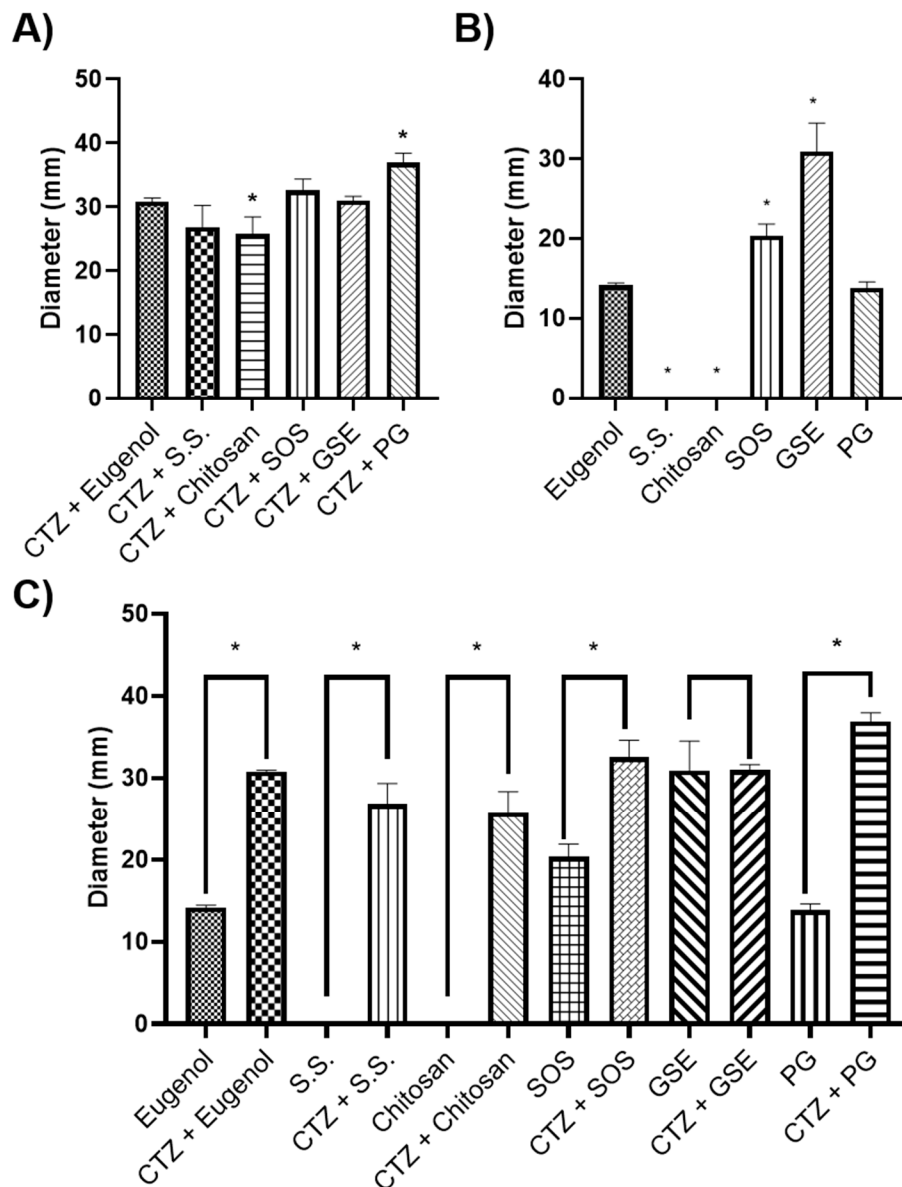 A)
Diameter (mm)
50
40
30
20
10
0
*
*
CTZ + Eugenol
CTZ + S.S.
CTZ + Chitosan
CTZ + SOS
CTZ + GSE
CTZ + PG
B)
Diameter (mm)
40
30
20
10
0
*
*
*
*
Eugenol
S.S.
Chitosan
SOS
GSE
PG
C)
Diameter (mm)
50
40
30
20
10
0
*
*
*
*
*
Eugenol
CTZ + Eugenol
S.S.
CTZ + S.S.
Chitosan
CTZ + Chitosan
SOS
CTZ + SOS
GSE
CTZ + GSE
PG
CTZ + PG